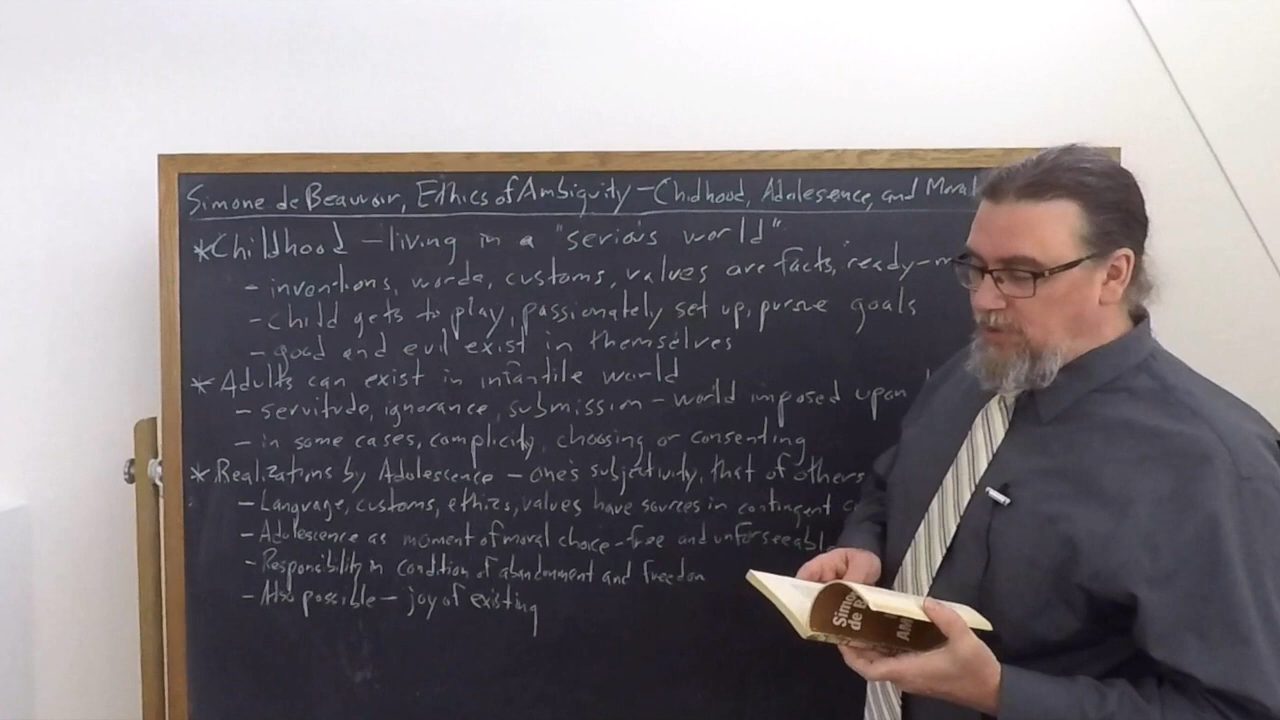 Simone de Beauvoir, Ethics of Ambiguity – Chidhood, Adolesence, and Moral
* Childhood – living in a "serious world"
- inventions, words, customs, values are facts, ready-m
- child gets to play, passionately set up, pursue goals
- good and evil exist in themselves
* Adults can exist in infantile world
- servitude, ignorance, submission – world imposed upon
- in some cases, complicity, choosing or consenting
* Realizations by Adolescence – one's subjectivity, that of others
- Language, customs, ethics, values have sources in contingent
- Adolescence as moment of moral choice – free and unforseeable
- Responsibility in condition of abandonment and freedom
- Also possible – joy of existing
Simo
de B
AM